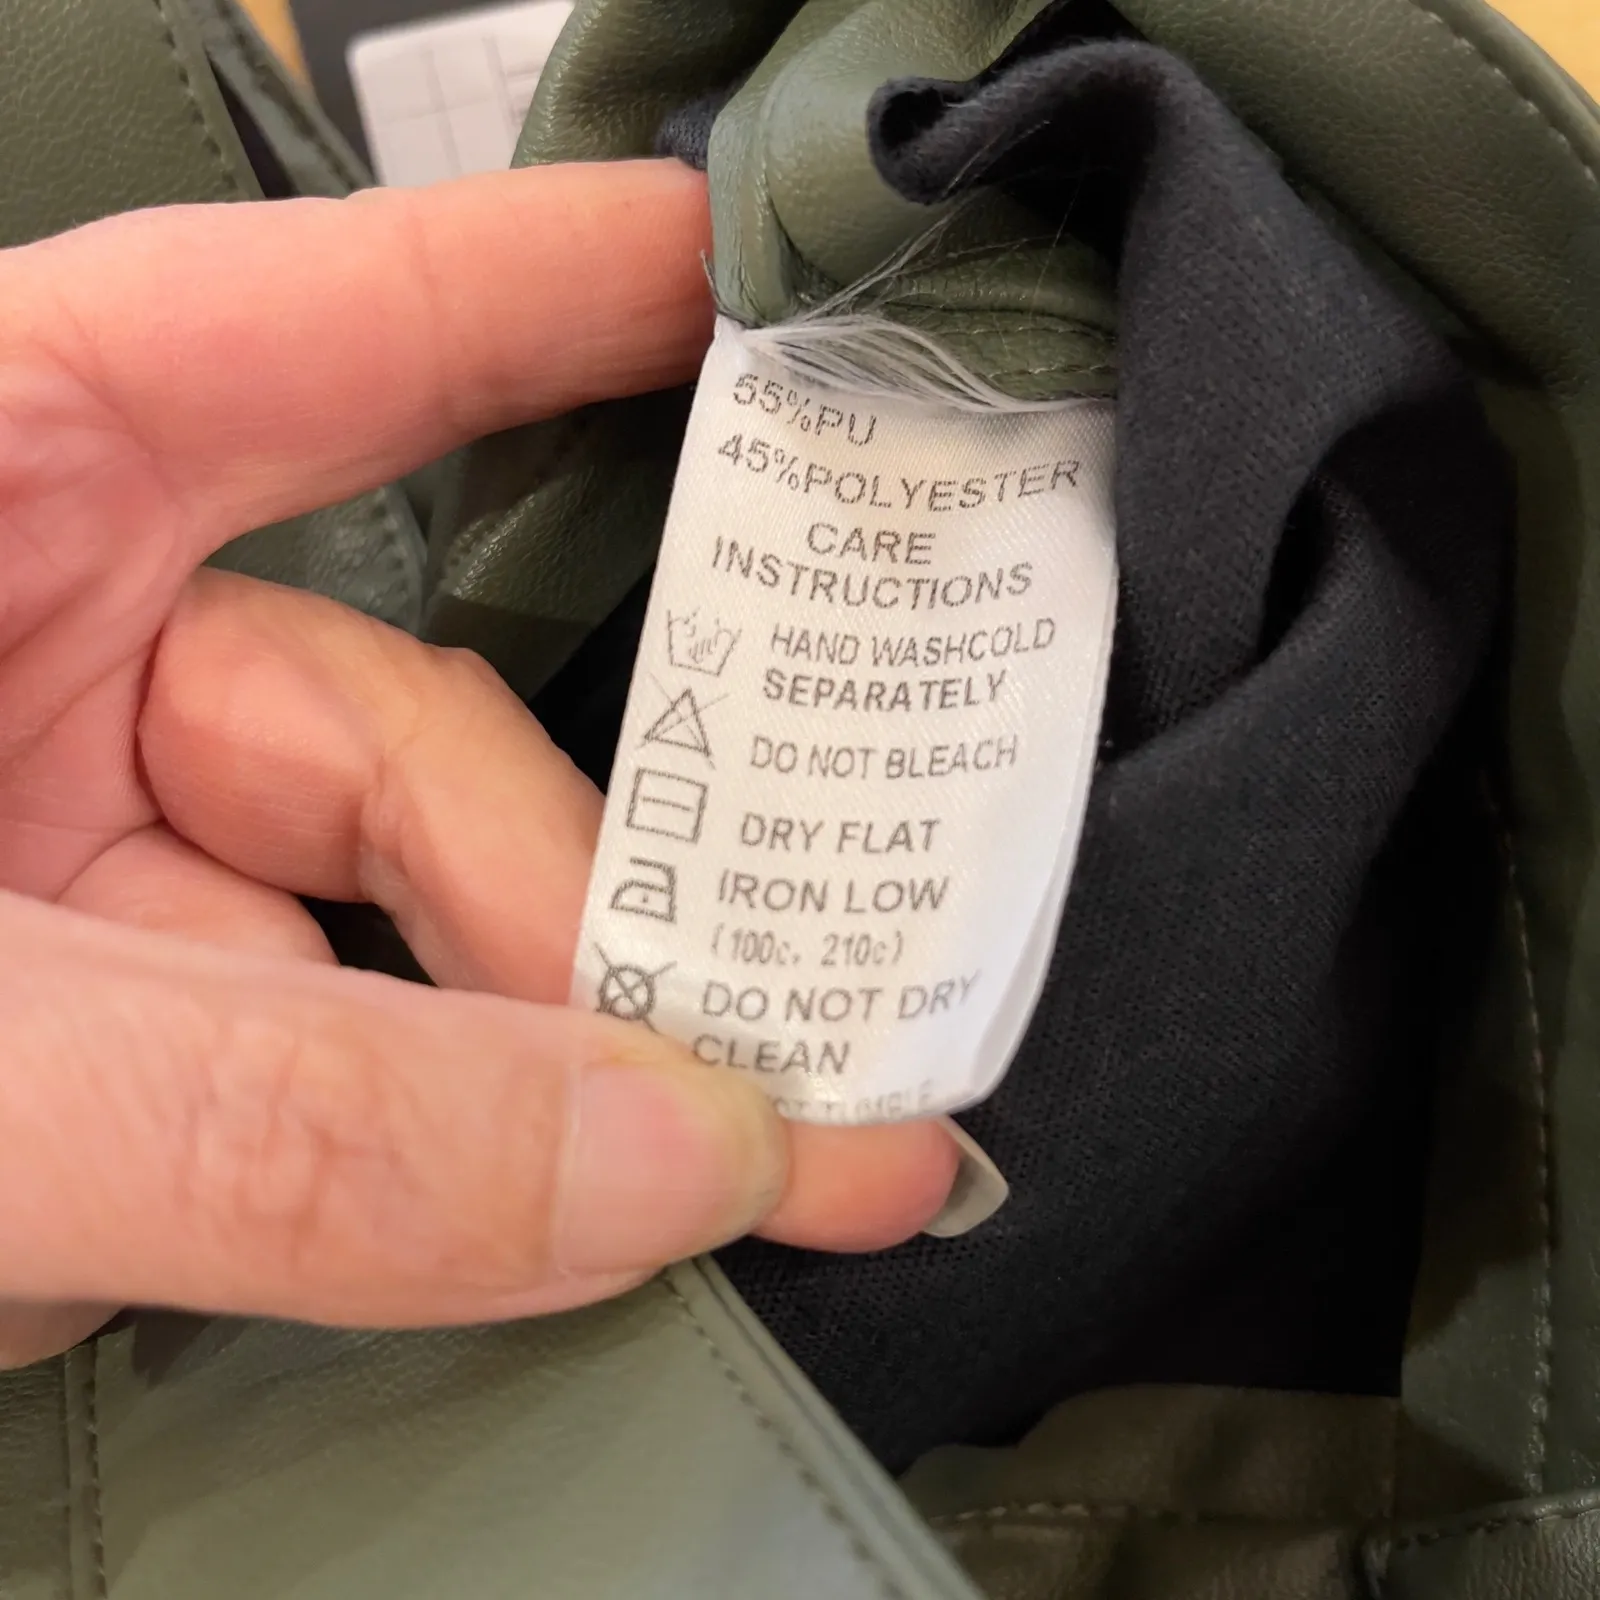 55%PU
45%POLYESTER
CARE
INSTRUCTIONS
HAND WASHCOLD
SEPARATELY
DO NOT BLEACH
DRY FLAT
IRON LOW
(100c, 210c)
DO NOT DRY
CLEAN